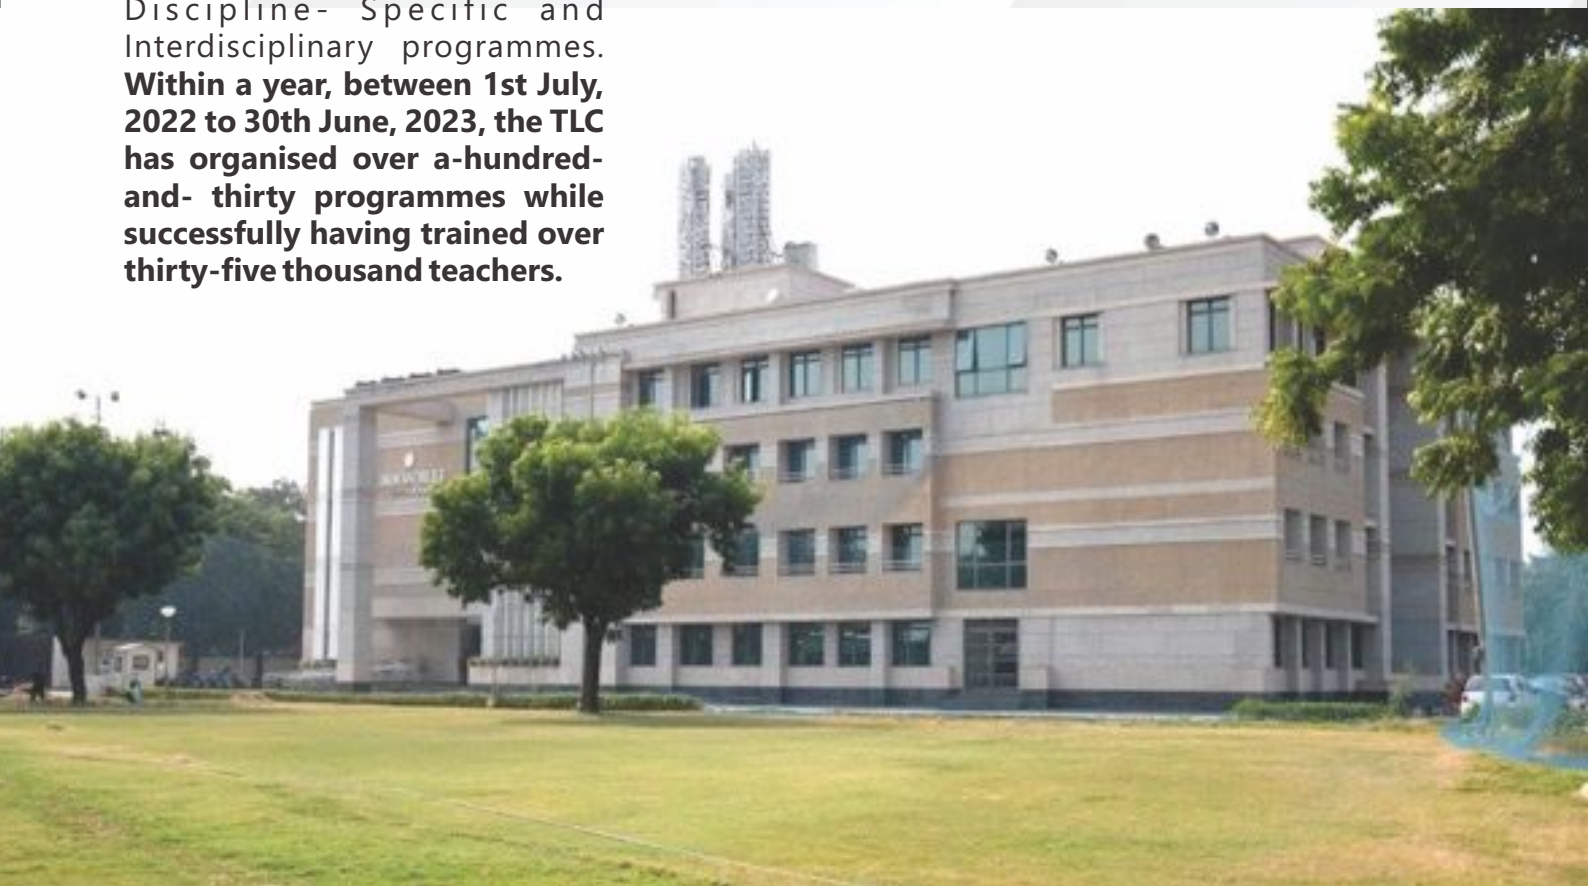 Discipline- Specific and
Interdisciplinary programmes.
Within a year, between 1st July,
2022 to 30th June, 2023, the TLC
has organised over a-hundred-
and- thirty programmes while
successfully having trained over
thirty-five thousand teachers.